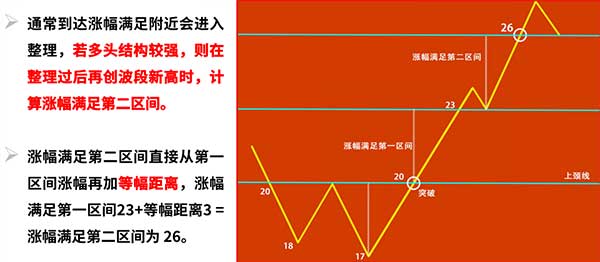 通常到达涨幅满足附近会进入
整理，若多头结构较强，则在
整理过后再创波段新高时，计
算涨幅满足第二区间。
涨幅满足第二区间直接从第一
区间涨幅再加等幅距离，涨幅
满足第一区间23+等幅距离3 =
涨幅满足第二区间为 26。
26
涨幅满足第二区间
23
涨幅满足第一区间
20
上颈线
突破
20
18
17